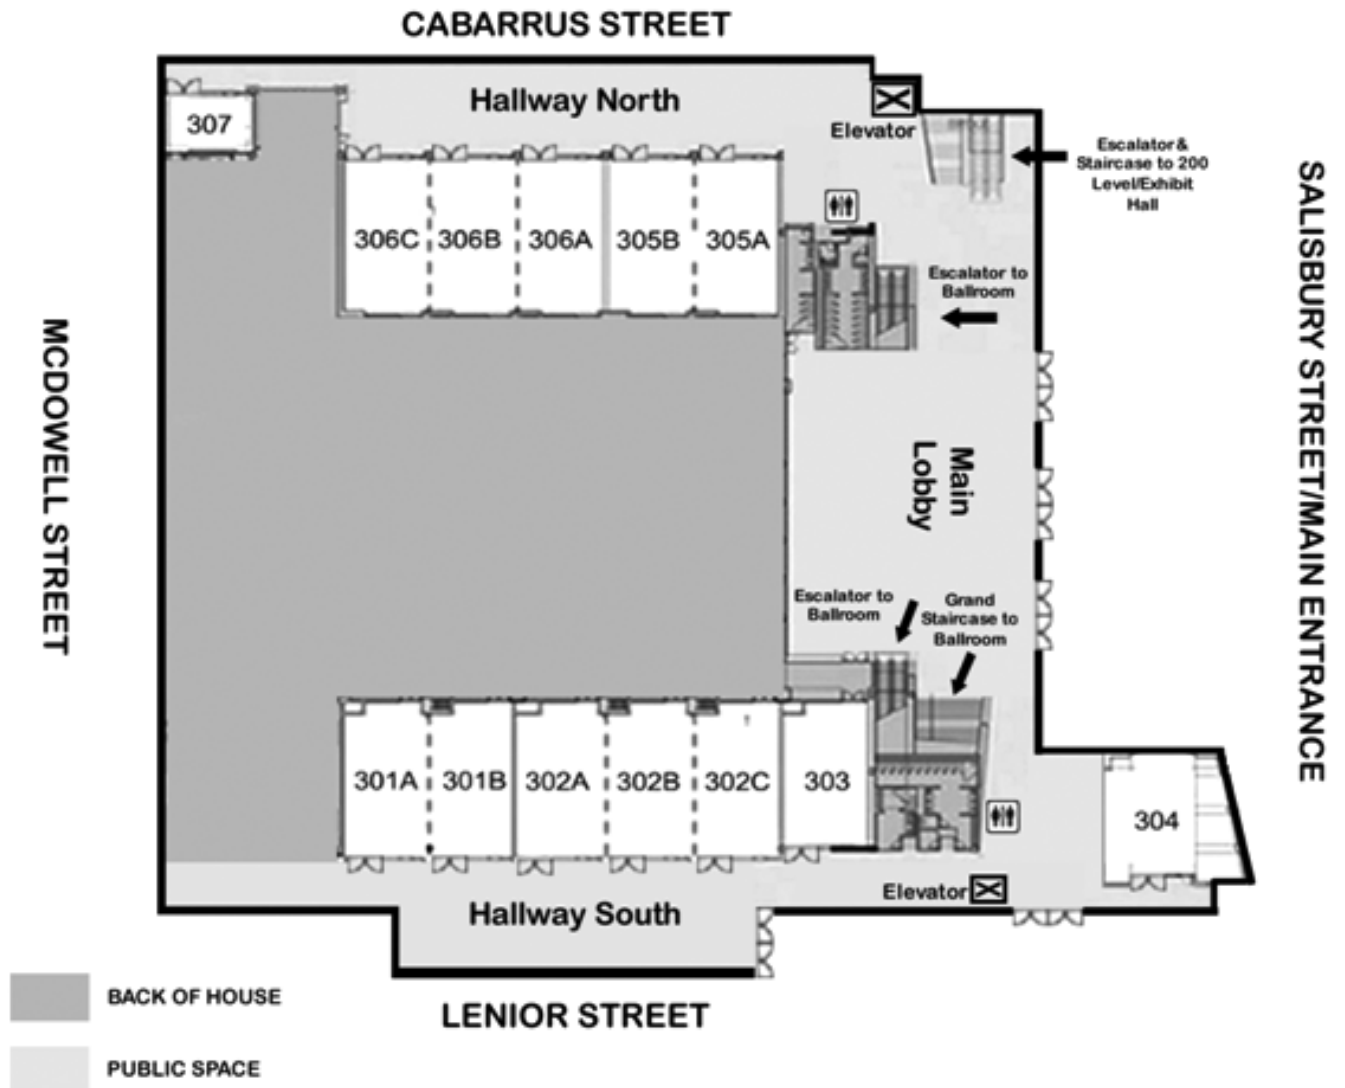 CABARRUS STREET
Hallway North
307
Elevator
Escalator &
Staircase to 200
Level/Exhibit
Hall
306C
306B
306A
305B
305A
Escalator to
Ballroom
MCDOWELL STREET
SALISBURY STREET/MAIN ENTRANCE
Main
Lobby
Escalator to
Ballroom
Grand
Staircase to
Ballroom
301A
301B
302A
302B
302C
303
304
Elevator
Hallway South
BACK OF HOUSE
LENIOR STREET
PUBLIC SPACE